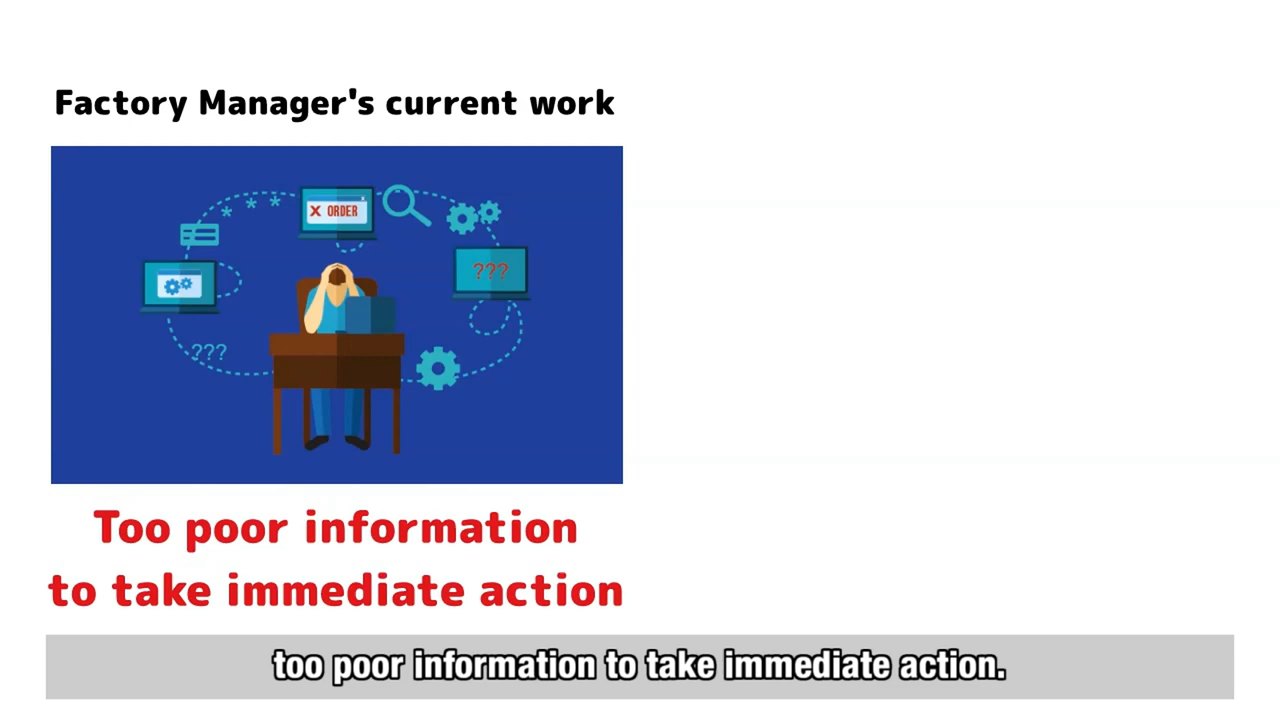 Factory Manager's current work
* * *
X ORDER
???
???
Too poor information
to take immediate action
too poor information to take immediate action.